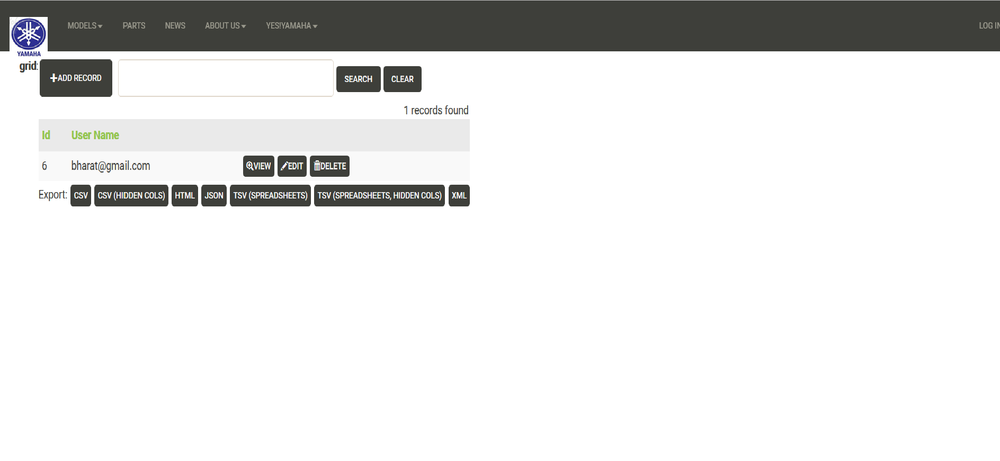 MODELS PARTS NEWS ABOUT US YES!YAMAHA LOG IN
YAMAHA
grid: ADD RECORD SEARCH CLEAR
1 records found
Id User Name
6 bharat@gmail.com VIEW EDIT DELETE
Export: CSV CSV (HIDDEN COLS) HTML JSON TSV (SPREADSHEETS) TSV (SPREADSHEETS, HIDDEN COLS) XML